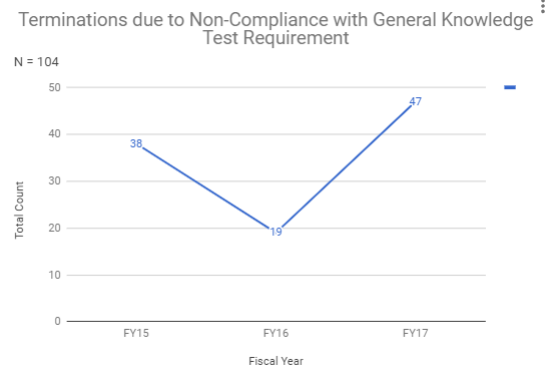 Terminations due to Non-Compliance with General Knowledge
Test Requirement
N = 104
50
40
30
20
10
0
Total Count
38
19
47
FY15
FY16
FY17
Fiscal Year